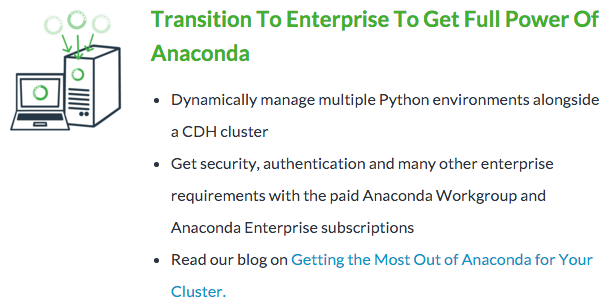 Transition To Enterprise To Get Full Power Of
Anaconda
• Dynamically manage multiple Python environments alongside
a CDH cluster
• Get security, authentication and many other enterprise
requirements with the paid Anaconda Workgroup and
Anaconda Enterprise subscriptions
• Read our blog on Getting the Most Out of Anaconda for Your
Cluster.